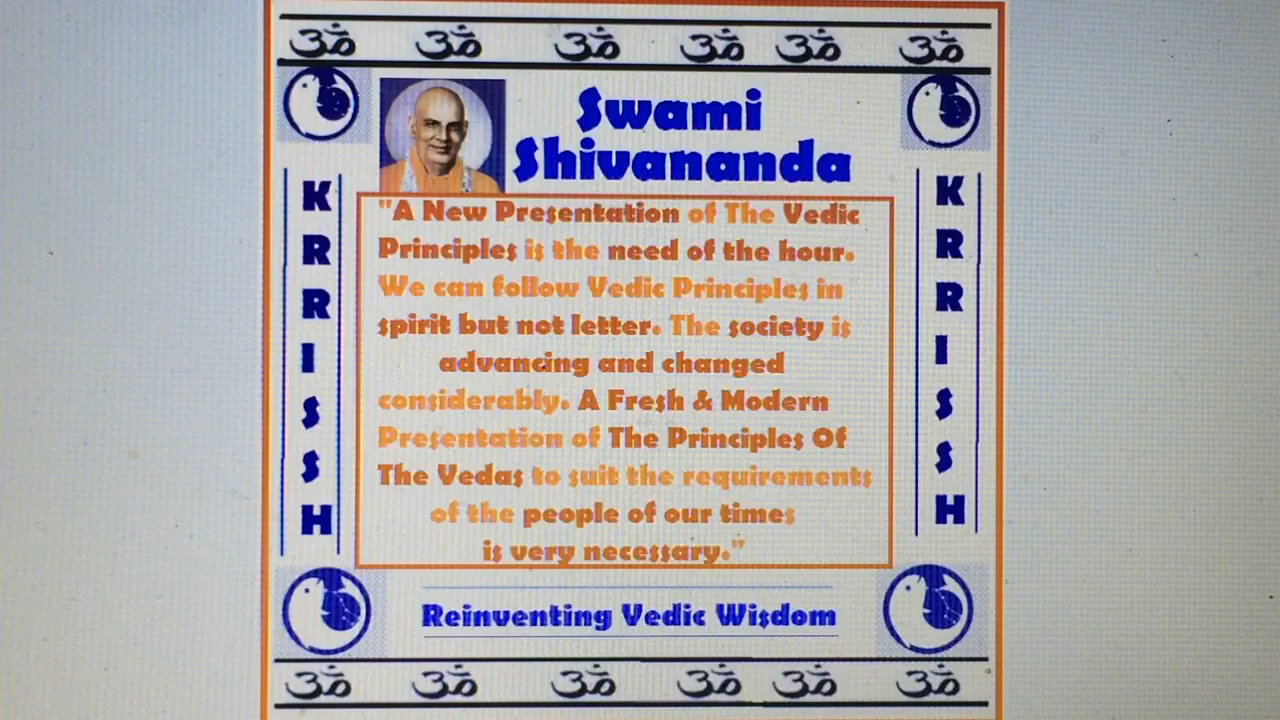 ॐ ॐ ॐ ॐ ॐ ॐ
Swami
Shivananda
KRRISSH
KRRISSH
"A New Presentation of The Vedic
Principles is the need of the hour.
We can follow Vedic Principles in
spirit but not letter. The society is
advancing and changed
considerably. A Fresh & Modern
Presentation of The Principles Of
The Vedas to suit the requirements
of the people of our times
is very necessary."
Reinventing Vedic Wisdom
ॐ ॐ ॐ ॐ ॐ ॐ